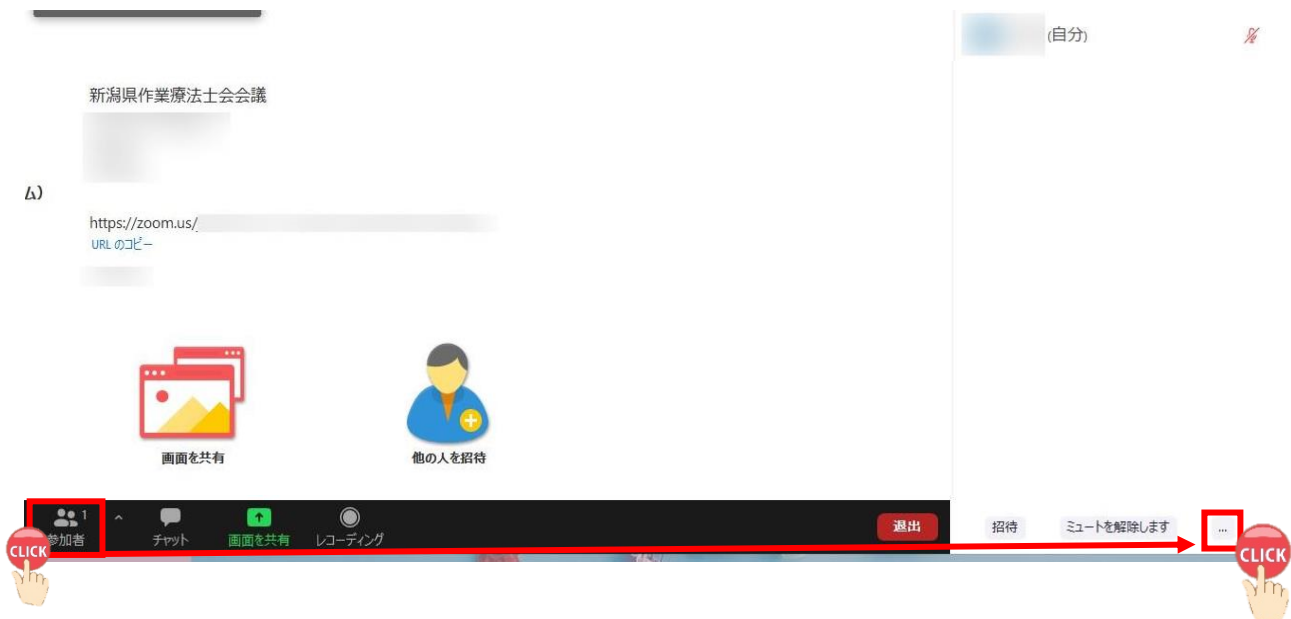 (自分)
新潟県作業療法士会会議
ム)
https://zoom.us/
URL のコピー
画面を共有
他の人を招待
1
参加者
チャット
画面を共有
レコーディング
退出
招待
ミュートを解除します
...
CLICK
CLICK